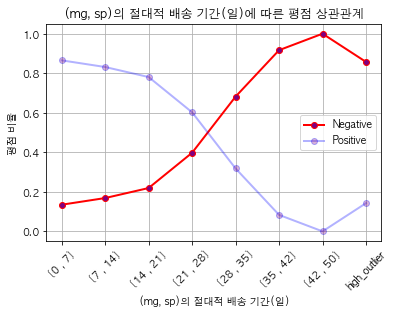 (mg, sp)의 절대적 배송 기간(일)에 따른 평점 상관관계
평점 비율
1.0
0.8
0.6
0.4
0.2
0.0
Negative
Positive
(0 , 7)
(7 , 14)
(14 , 21)
(21 , 28)
(28 , 35)
(35 , 42)
(42 , 50)
hgh_outlier
(mg, sp)의 절대적 배송 기간(일)